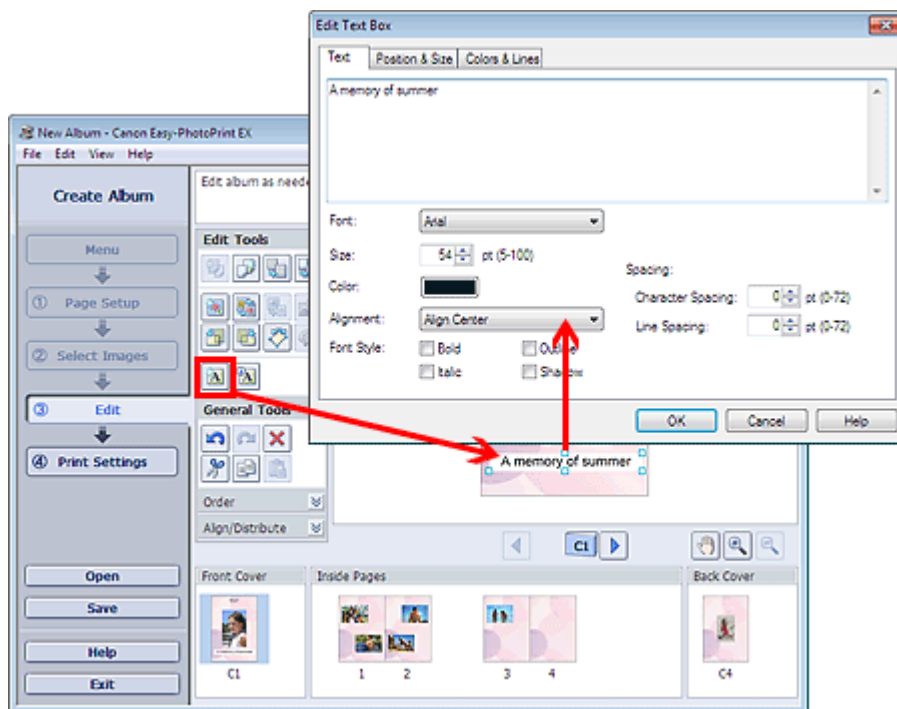 Edit Text Box
Text Position & Size Colors & Lines
A memory of summer
Font: Arial
Size: 54 pt (5-100)
Color:
Alignment: Align Center
Font Style: Bold Outline
Italic Shadow
Spacing:
Character Spacing: 0 pt (0-72)
Line Spacing: 0 pt (0-72)
OK Cancel Help
New Album - Canon Easy-PhotoPrint EX
File Edit View Help
Create Album
Menu
1 Page Setup
2 Select Images
3 Edit
4 Print Settings
Open
Save
Help
Exit
Edit album as neede
Edit Tools
A A
General Tools
Order
Align/Distribute
A memory of summer
C1
Front Cover
C1
Inside Pages
1 2 3 4
Back Cover
C4